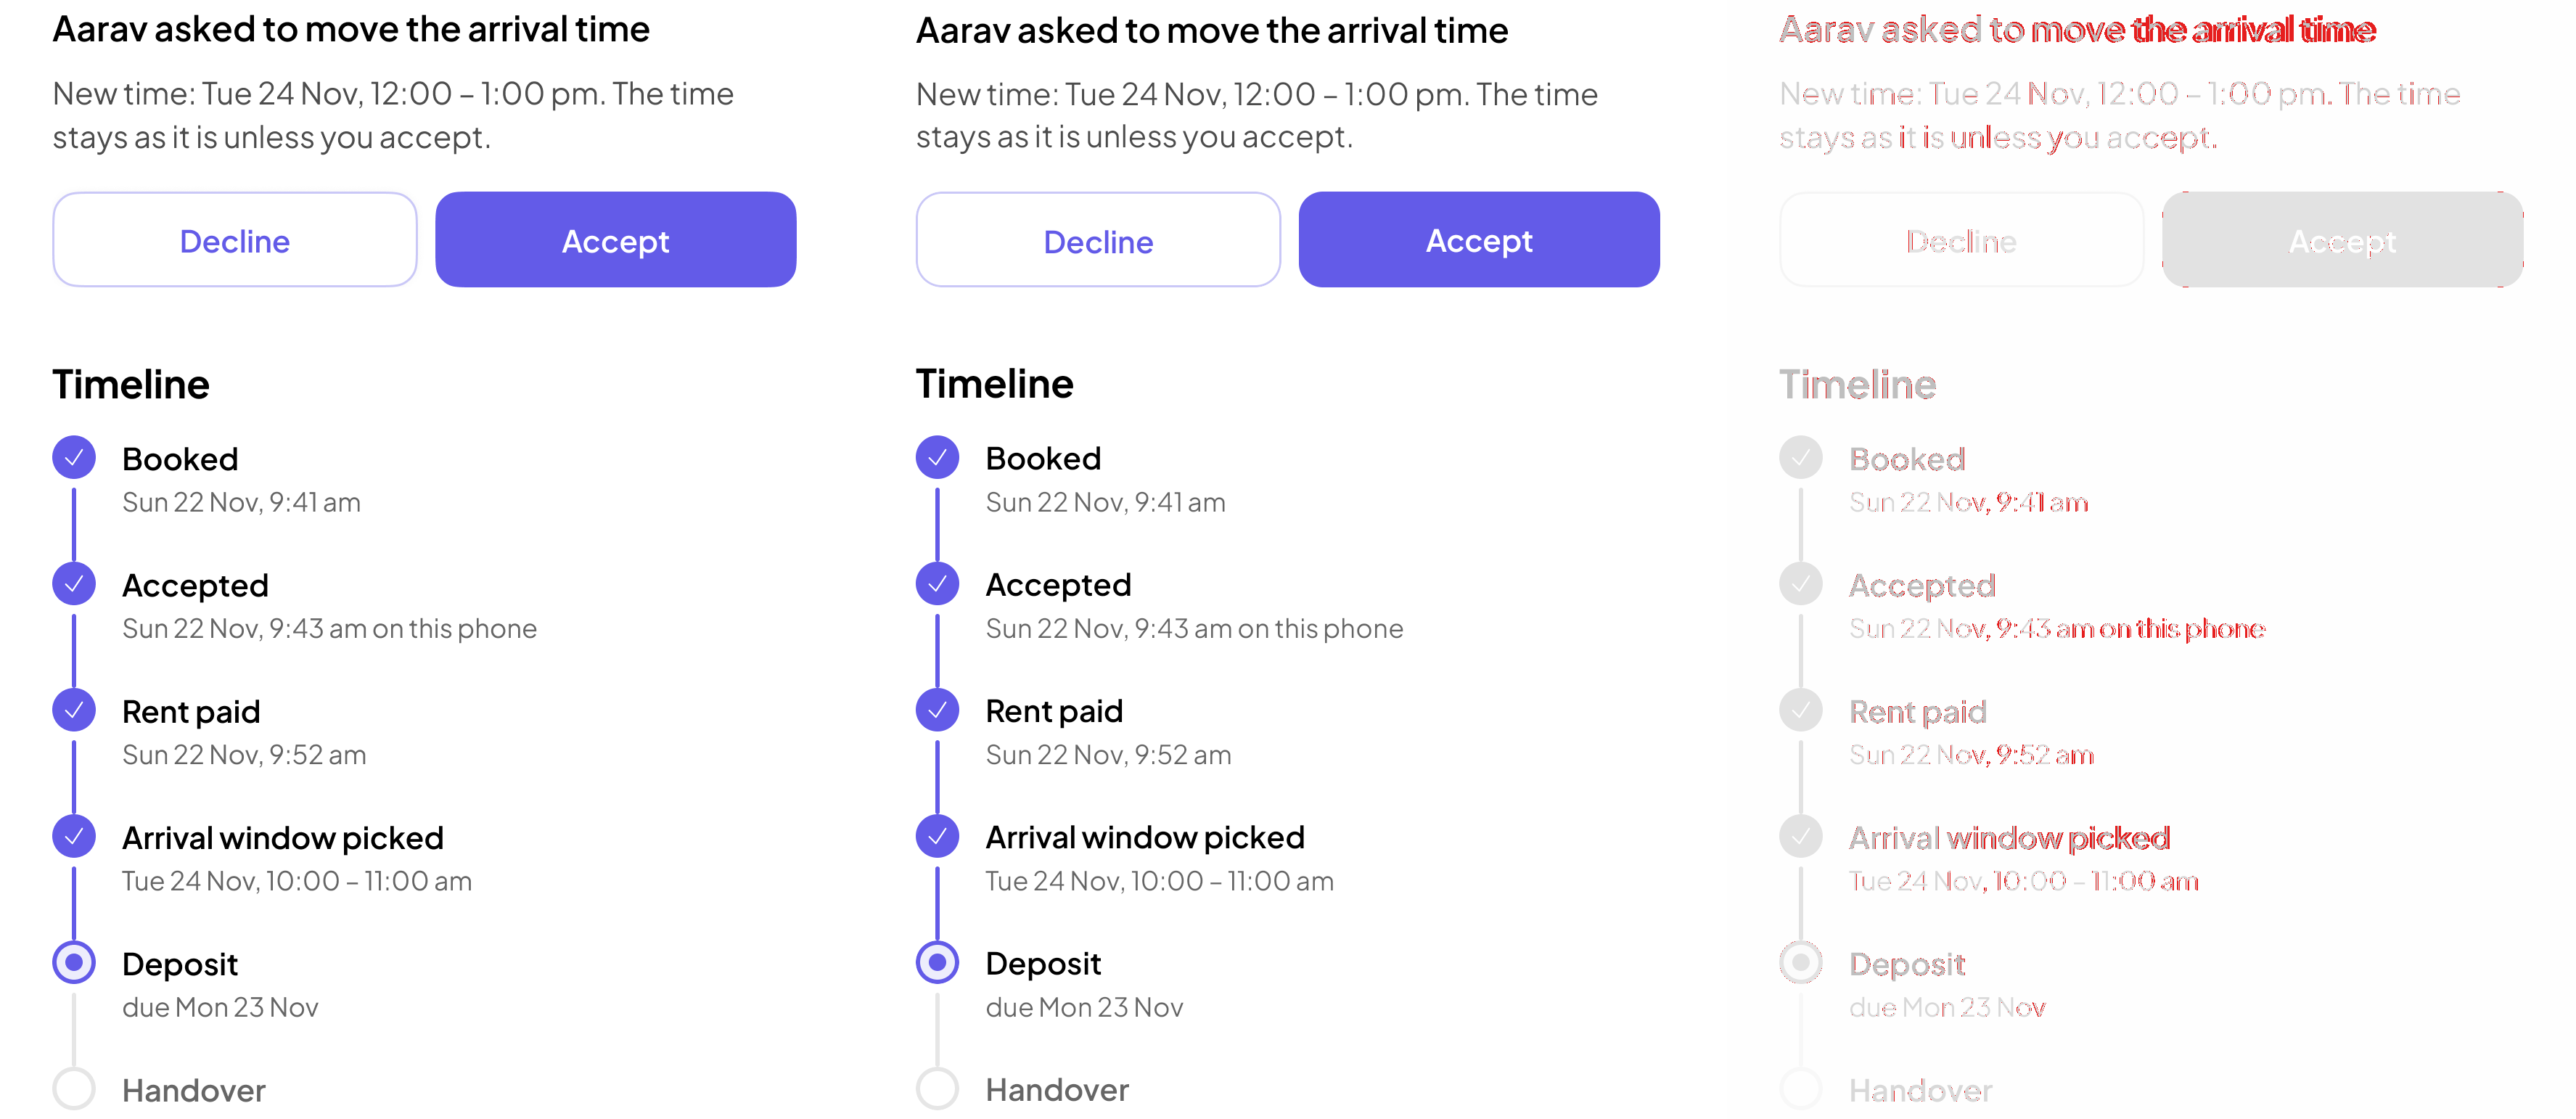 Aarav asked to move the arrival time
New time: Tue 24 Nov, 12:00 – 1:00 pm. The time
stays as it is unless you accept.
Decline
Accept
Timeline
Booked
Sun 22 Nov, 9:41 am
Accepted
Sun 22 Nov, 9:43 am on this phone
Rent paid
Sun 22 Nov, 9:52 am
Arrival window picked
Tue 24 Nov, 10:00 – 11:00 am
Deposit
due Mon 23 Nov
Handover
Aarav asked to move the arrival time
New time: Tue 24 Nov, 12:00 – 1:00 pm. The time
stays as it is unless you accept.
Decline
Accept
Timeline
Booked
Sun 22 Nov, 9:41 am
Accepted
Sun 22 Nov, 9:43 am on this phone
Rent paid
Sun 22 Nov, 9:52 am
Arrival window picked
Tue 24 Nov, 10:00 – 11:00 am
Deposit
due Mon 23 Nov
Handover
Aarav asked to move the arrival time
New time: Tue 24 Nov, 12:00 – 1:00 pm. The time
stays as it is unless you accept.
Decline
Accept
Timeline
Booked
Sun 22 Nov, 9:41 am
Accepted
Sun 22 Nov, 9:43 am on this phone
Rent paid
Sun 22 Nov, 9:52 am
Arrival window picked
Tue 24 Nov, 10:00 – 11:00 am
Deposit
due Mon 23 Nov
Handover